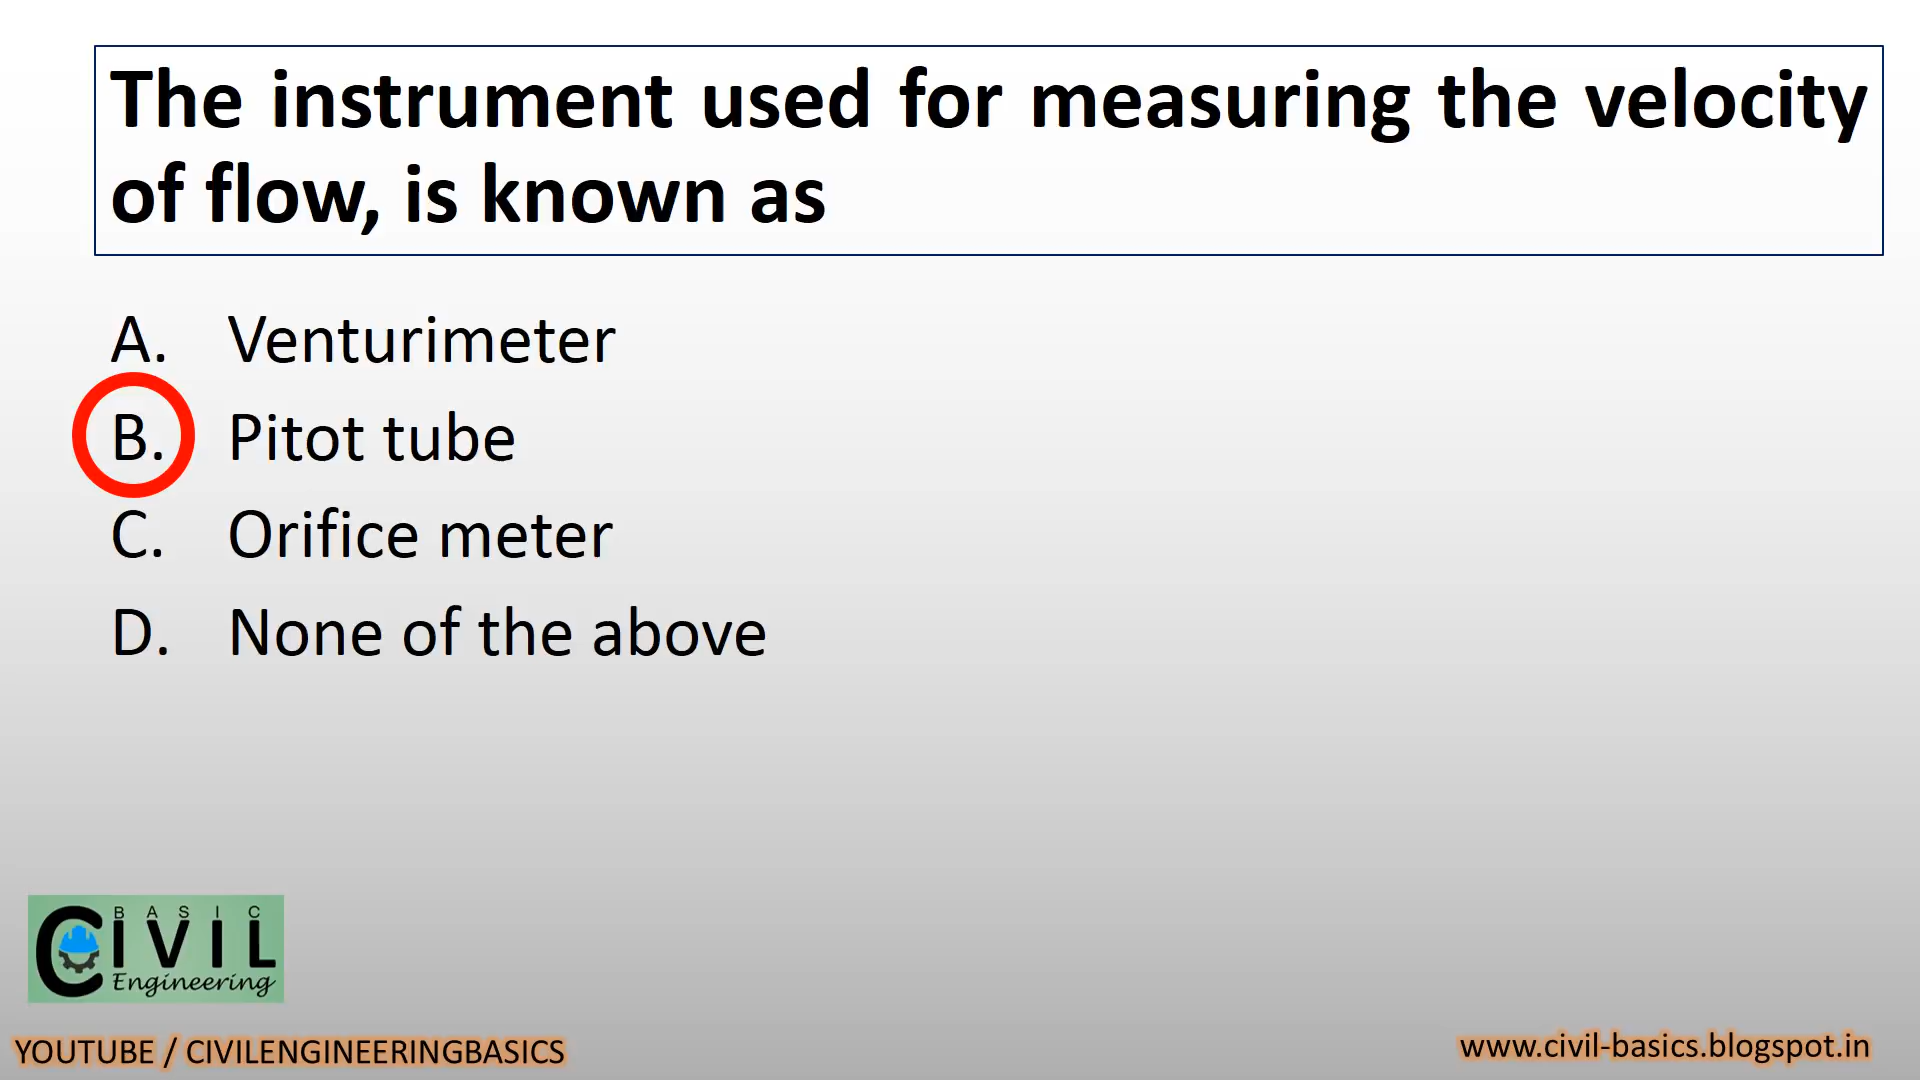 The instrument used for measuring the velocity
of flow, is known as
A. Venturimeter
B. Pitot tube
C. Orifice meter
D. None of the above
BASIC
CIVIL
Engineering
YOUTUBE / CIVILENGINEERINGBASICS
www.civil-basics.blogspot.in